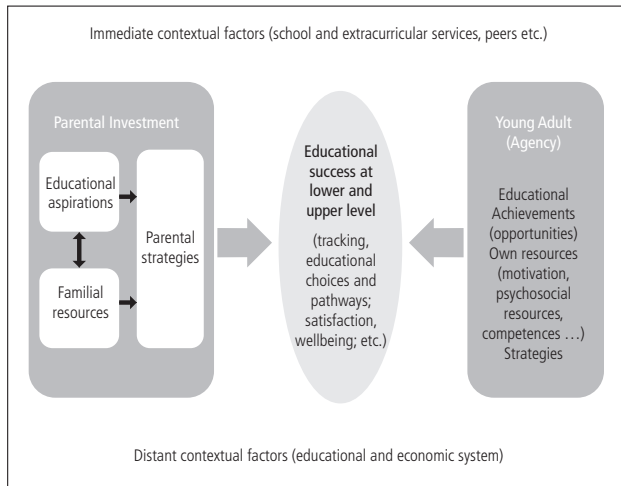 Immediate contextual factors (school and extracurricular services, peers etc.)
Parental Investment
Educational
aspirations
Familial
resources
Parental
strategies
Educational
success at
lower and
upper level
(tracking,
educational
choices and
pathways;
satisfaction,
wellbeing; etc.)
Young Adult
(Agency)
Educational
Achievements
(opportunities)
Own resources
(motivation,
psychosocial
resources,
competences …)
Strategies
Distant contextual factors (educational and economic system)